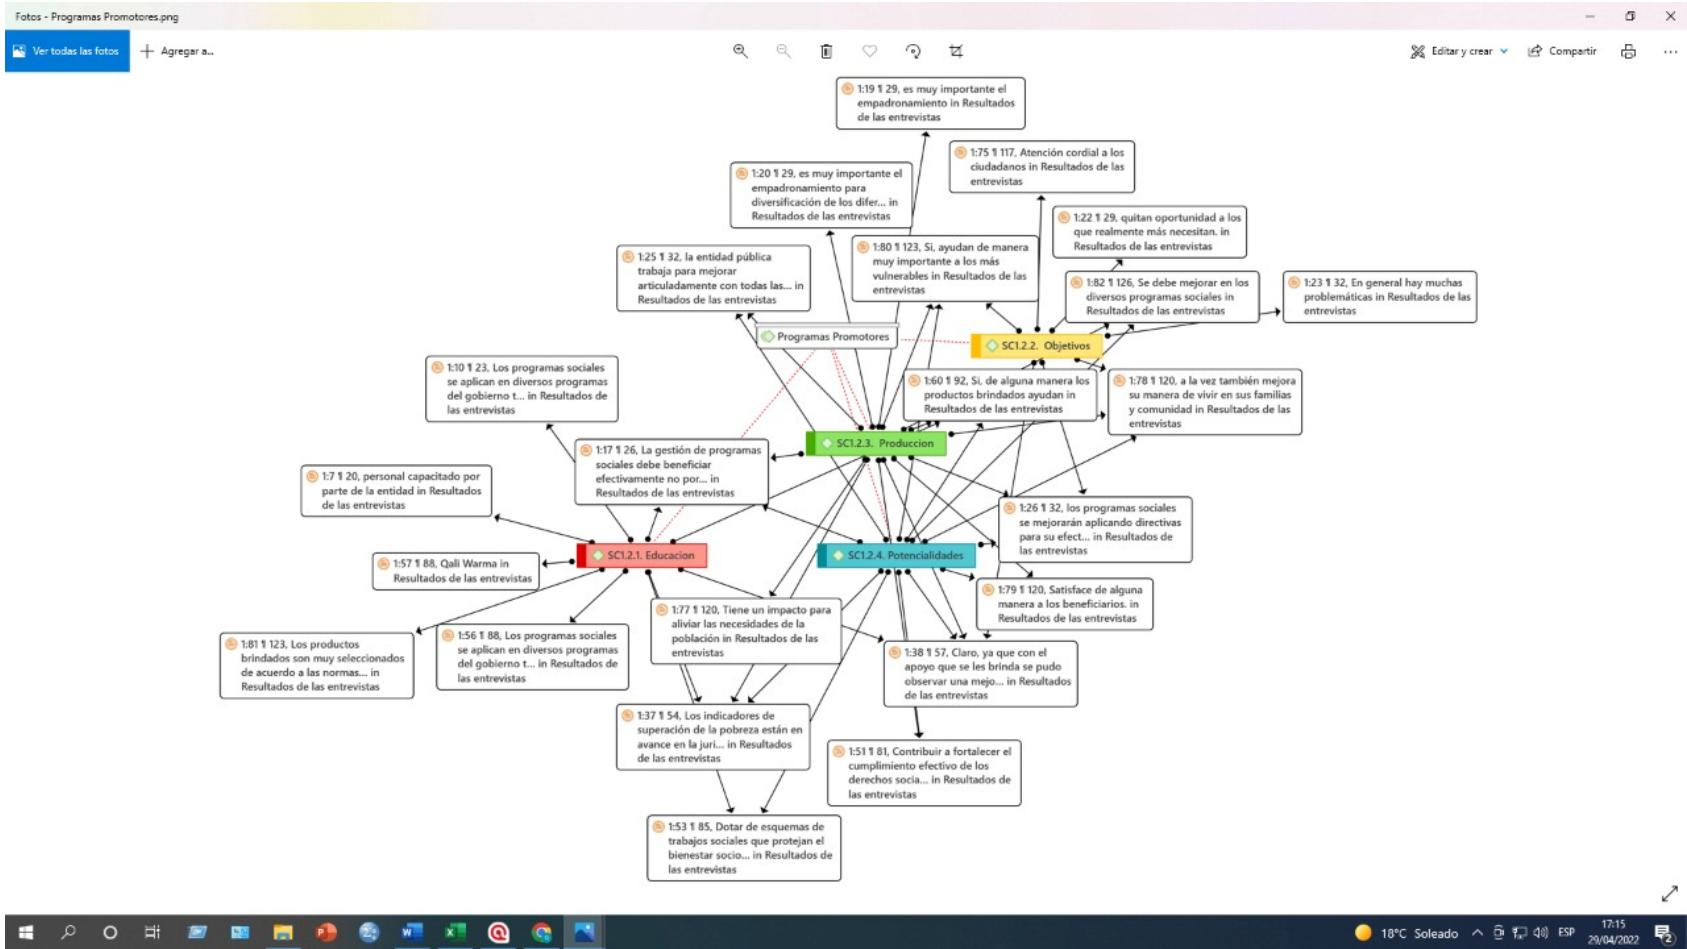 Fotos - Programas Promotores.png
Ver todas las fotos
Agregar a...
Editar y crear
Compartir
1:19 ¶ 29, es muy importante el
empadronamiento in Resultados
de las entrevistas
1:75 ¶ 117, Atención cordial a los
ciudadanos in Resultados de las
entrevistas
1:20 ¶ 29, es muy importante el
empadronamiento para
diversificación de los difer... in
Resultados de las entrevistas
1:22 ¶ 29, quitan oportunidad a los
que realmente más necesitan. in
Resultados de las entrevistas
1:25 ¶ 32, la entidad pública
trabaja para mejorar
articuladamente con todas las... in
Resultados de las entrevistas
1:80 ¶ 123, Si, ayudan de manera
muy importante a los más
vulnerables in Resultados de las
entrevistas
1:82 ¶ 126, Se debe mejorar en los
diversos programas sociales in
Resultados de las entrevistas
1:23 ¶ 32, En general hay muchas
problemáticas in Resultados de las
entrevistas
Programas Promotores
SC1.2.2. Objetivos
1:10 ¶ 23, Los programas sociales
se aplican en diversos programas
del gobierno t... in Resultados de
las entrevistas
1:60 ¶ 92, Si, de alguna manera los
productos brindados ayudan in
Resultados de las entrevistas
1:78 ¶ 120, a la vez también mejora
su manera de vivir en sus familias
y comunidad in Resultados de las
entrevistas
SC1.2.3. Produccion
1:17 ¶ 26, La gestión de programas
sociales debe beneficiar
efectivamente no por... in
Resultados de las entrevistas
1:7 ¶ 20, personal capacitado por
parte de la entidad in Resultados
de las entrevistas
1:26 ¶ 32, los programas sociales
se mejorarán aplicando directivas
para su efect... in Resultados de
las entrevistas
SC1.2.1. Educacion
SC1.2.4. Potencialidades
1:57 ¶ 88, Qali Warma in
Resultados de las entrevistas
1:79 ¶ 120, Satisface de alguna
manera a los beneficiarios. in
Resultados de las entrevistas
1:77 ¶ 120, Tiene un impacto para
aliviar las necesidades de la
población in Resultados de las
entrevistas
1:81 ¶ 123, Los productos
brindados son muy seleccionados
de acuerdo a las normas... in
Resultados de las entrevistas
1:56 ¶ 88, Los programas sociales
se aplican en diversos programas
del gobierno t... in Resultados de
las entrevistas
1:38 ¶ 57, Claro, ya que con el
apoyo que se les brinda se pudo
observar una mejo... in Resultados
de las entrevistas
1:37 ¶ 54, Los indicadores de
superación de la pobreza están en
avance en la juri... in Resultados
de las entrevistas
1:51 ¶ 81, Contribuir a fortalecer el
cumplimiento efectivo de los
derechos socia... in Resultados de
las entrevistas
1:53 ¶ 85, Dotar de esquemas de
trabajos sociales que protejan el
bienestar socio... in Resultados de
las entrevistas
18°C Soleado
ESP
17:15
29/04/2022
2